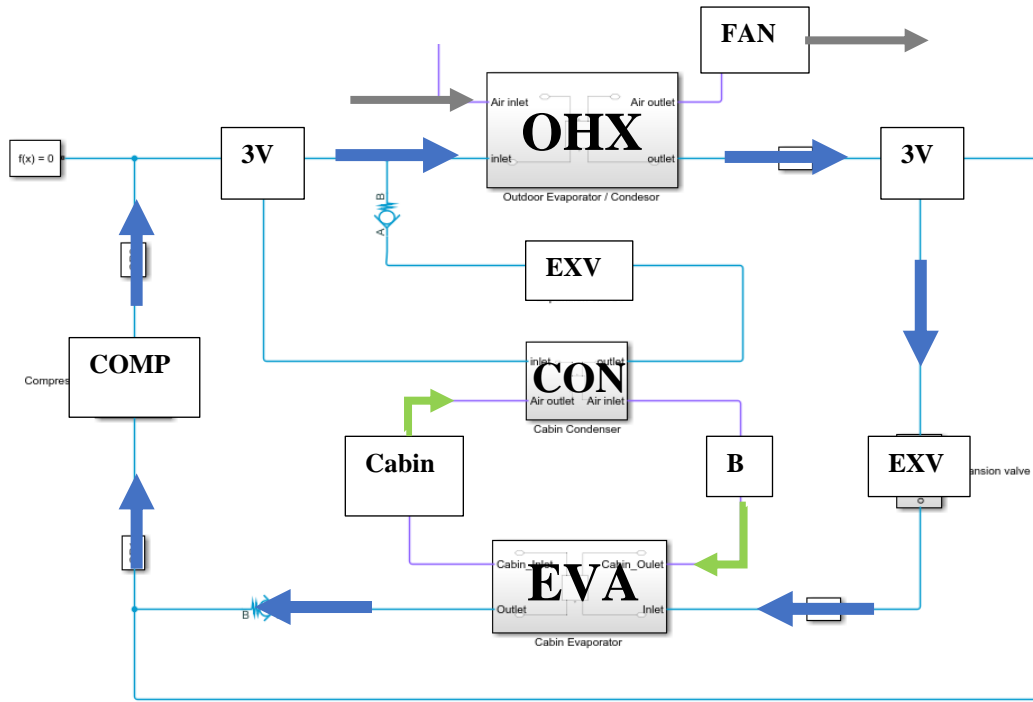 FAN
Air inlet
Air outlet
OHX
f(x) = 0
3V
inlet
outlet
3V
Outdoor Evaporator / Condesor
B
A
EXV
COMP
Compres
inlet
outlet
CON
Air outlet
Air inlet
Cabin Condenser
Cabin
B
EXV
ansion valve
Cabin_Inlet
Cabin_Oulet
EVA
Outlet
Inlet
B
Cabin Evaporator